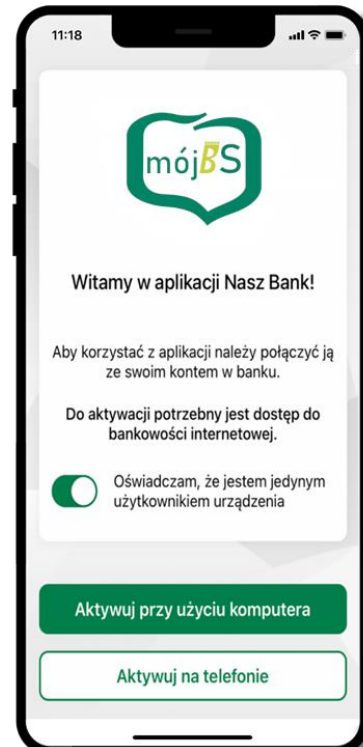 11:18
mójBS
Witamy w aplikacji Nasz Bank!
Aby korzystać z aplikacji należy połączyć ją
ze swoim kontem w banku.
Do aktywacji potrzebny jest dostęp do
bankowości internetowej.
Oświadczam, że jestem jedynym
użytkownikiem urządzenia
Aktywuj przy użyciu komputera
Aktywuj na telefonie